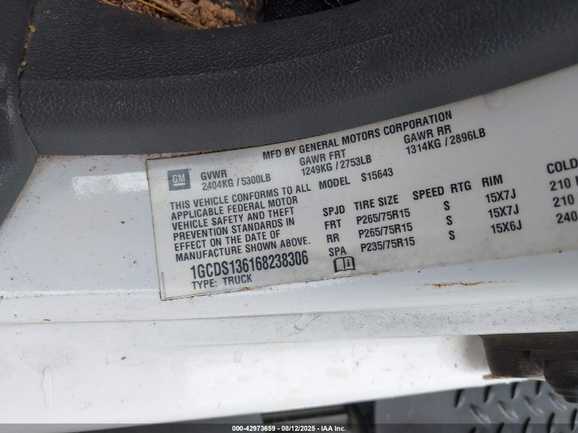 MFD BY GENERAL MOTORS CORPORATION
GM
GVWR GAWR FRT GAWR RR
2404KG / 5300LB 1249KG / 2753LB 1314KG / 2896LB
THIS VEHICLE CONFORMS TO ALL MODEL S15643
APPLICABLE FEDERAL MOTOR
VEHICLE SAFETY AND THEFT
PREVENTION STANDARDS IN
EFFECT ON THE DATE OF
MANUFACTURE SHOWN ABOVE.
1GCDS136168238306
TYPE: TRUCK
SPJD TIRE SIZE SPEED RTG RIM COLD
FRT P265/75R15 S 15X7J 210
RR P265/75R15 S 15X7J 210
SPA P235/75R15 S 15X6J 240
000-42973659 - 08/12/2025 - IAAI